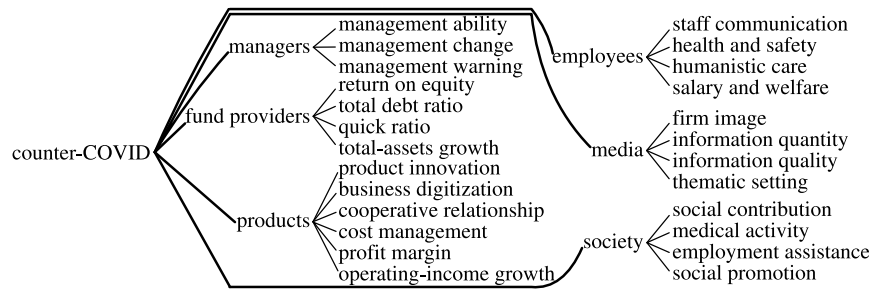 counter-COVID
managers
management ability
management change
management warning
fund providers
return on equity
total debt ratio
quick ratio
total-assets growth
products
product innovation
business digitization
cooperative relationship
cost management
profit margin
operating-income growth
employees
staff communication
health and safety
humanistic care
salary and welfare
media
firm image
information quantity
information quality
thematic setting
society
social contribution
medical activity
employment assistance
social promotion